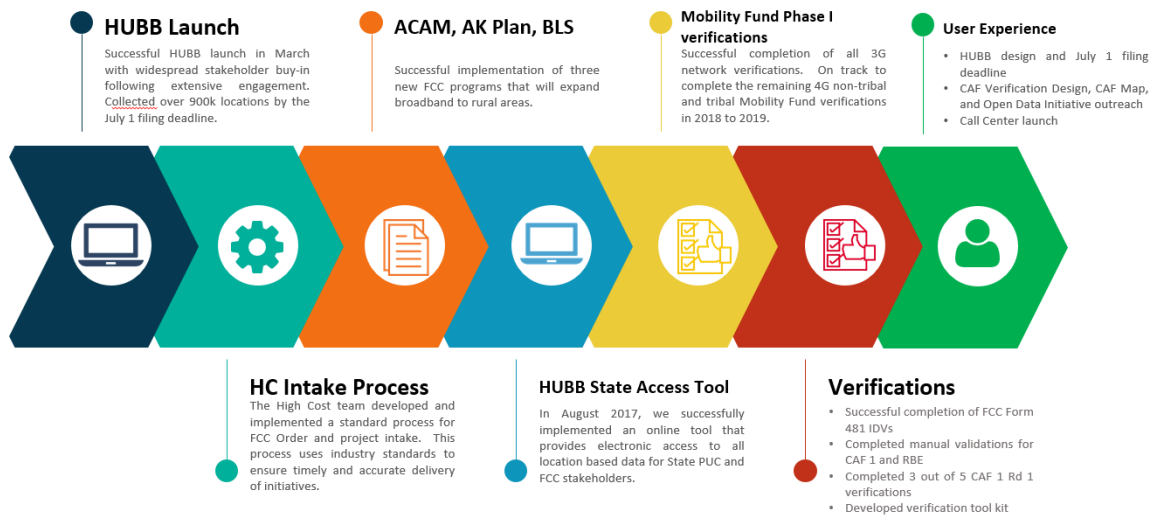 HUBB Launch
Successful HUBB launch in March
with widespread stakeholder buy-in
following extensive engagement.
Collected over 900k locations by the
July 1 filing deadline.
ACAM, AK Plan, BLS
Successful implementation of three
new FCC programs that will expand
broadband to rural areas.
Mobility Fund Phase I
verifications
Successful completion of all 3G
network verifications. On track to
complete the remaining 4G non-tribal
and tribal Mobility Fund verifications
in 2018 to 2019.
User Experience
• HUBB design and July 1 filing
deadline
• CAF Verification Design, CAF Map,
and Open Data Initiative outreach
• Call Center launch
HC Intake Process
The High Cost team developed and
implemented a standard process for
FCC Order and project intake. This
process uses industry standards to
ensure timely and accurate delivery
of initiatives.
HUBB State Access Tool
In August 2017, we successfully
implemented an online tool that
provides electronic access to all
location based data for State PUC and
FCC stakeholders.
Verifications
• Successful completion of FCC Form
481 IDVs
• Completed manual validations for
CAF 1 and RBE
• Completed 3 out of 5 CAF 1 Rd 1
verifications
• Developed verification tool kit